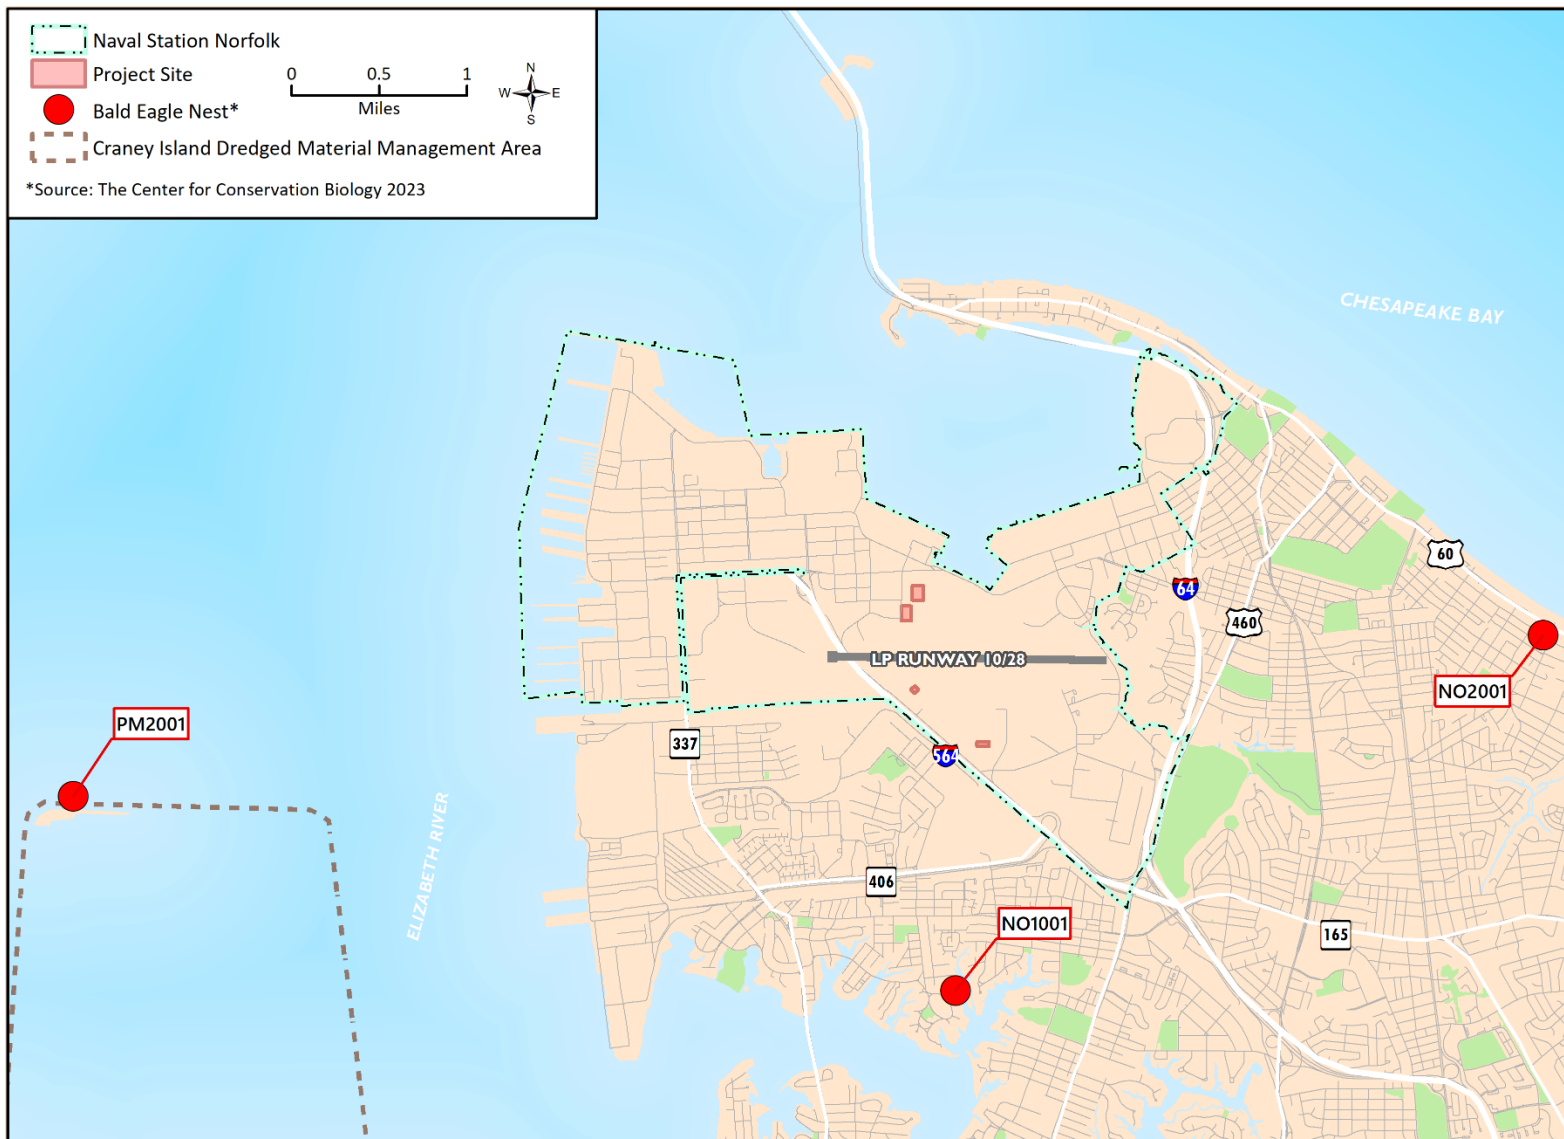 Naval Station Norfolk
Project Site
Bald Eagle Nest*
Craney Island Dredged Material Management Area
*Source: The Center for Conservation Biology 2023
0 0.5 1
Miles
N
W E
S
CHESAPEAKE BAY
60
64
460
LP RUNWAY 10/28
NO2001
PM2001
337
564
ELIZABETH RIVER
406
NO1001
165